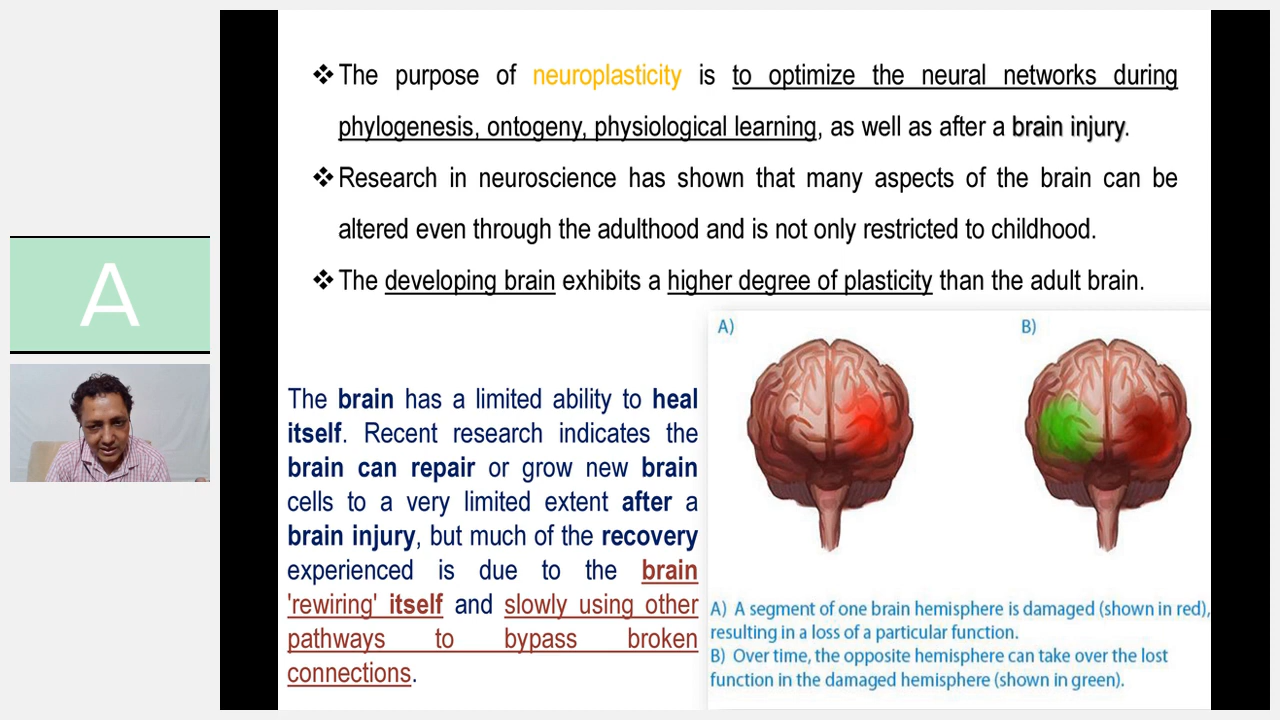 A
❖The purpose of neuroplasticity is to optimize the neural networks during
phylogenesis, ontogeny, physiological learning, as well as after a brain injury.
❖Research in neuroscience has shown that many aspects of the brain can be
altered even through the adulthood and is not only restricted to childhood.
❖The developing brain exhibits a higher degree of plasticity than the adult brain.
The brain has a limited ability to heal
itself. Recent research indicates the
brain can repair or grow new brain
cells to a very limited extent after a
brain injury, but much of the recovery
experienced is due to the brain
'rewiring' itself and slowly using other
pathways to bypass broken
connections.
A) B)
A) A segment of one brain hemisphere is damaged (shown in red),
resulting in a loss of a particular function.
B) Over time, the opposite hemisphere can take over the lost
function in the damaged hemisphere (shown in green).